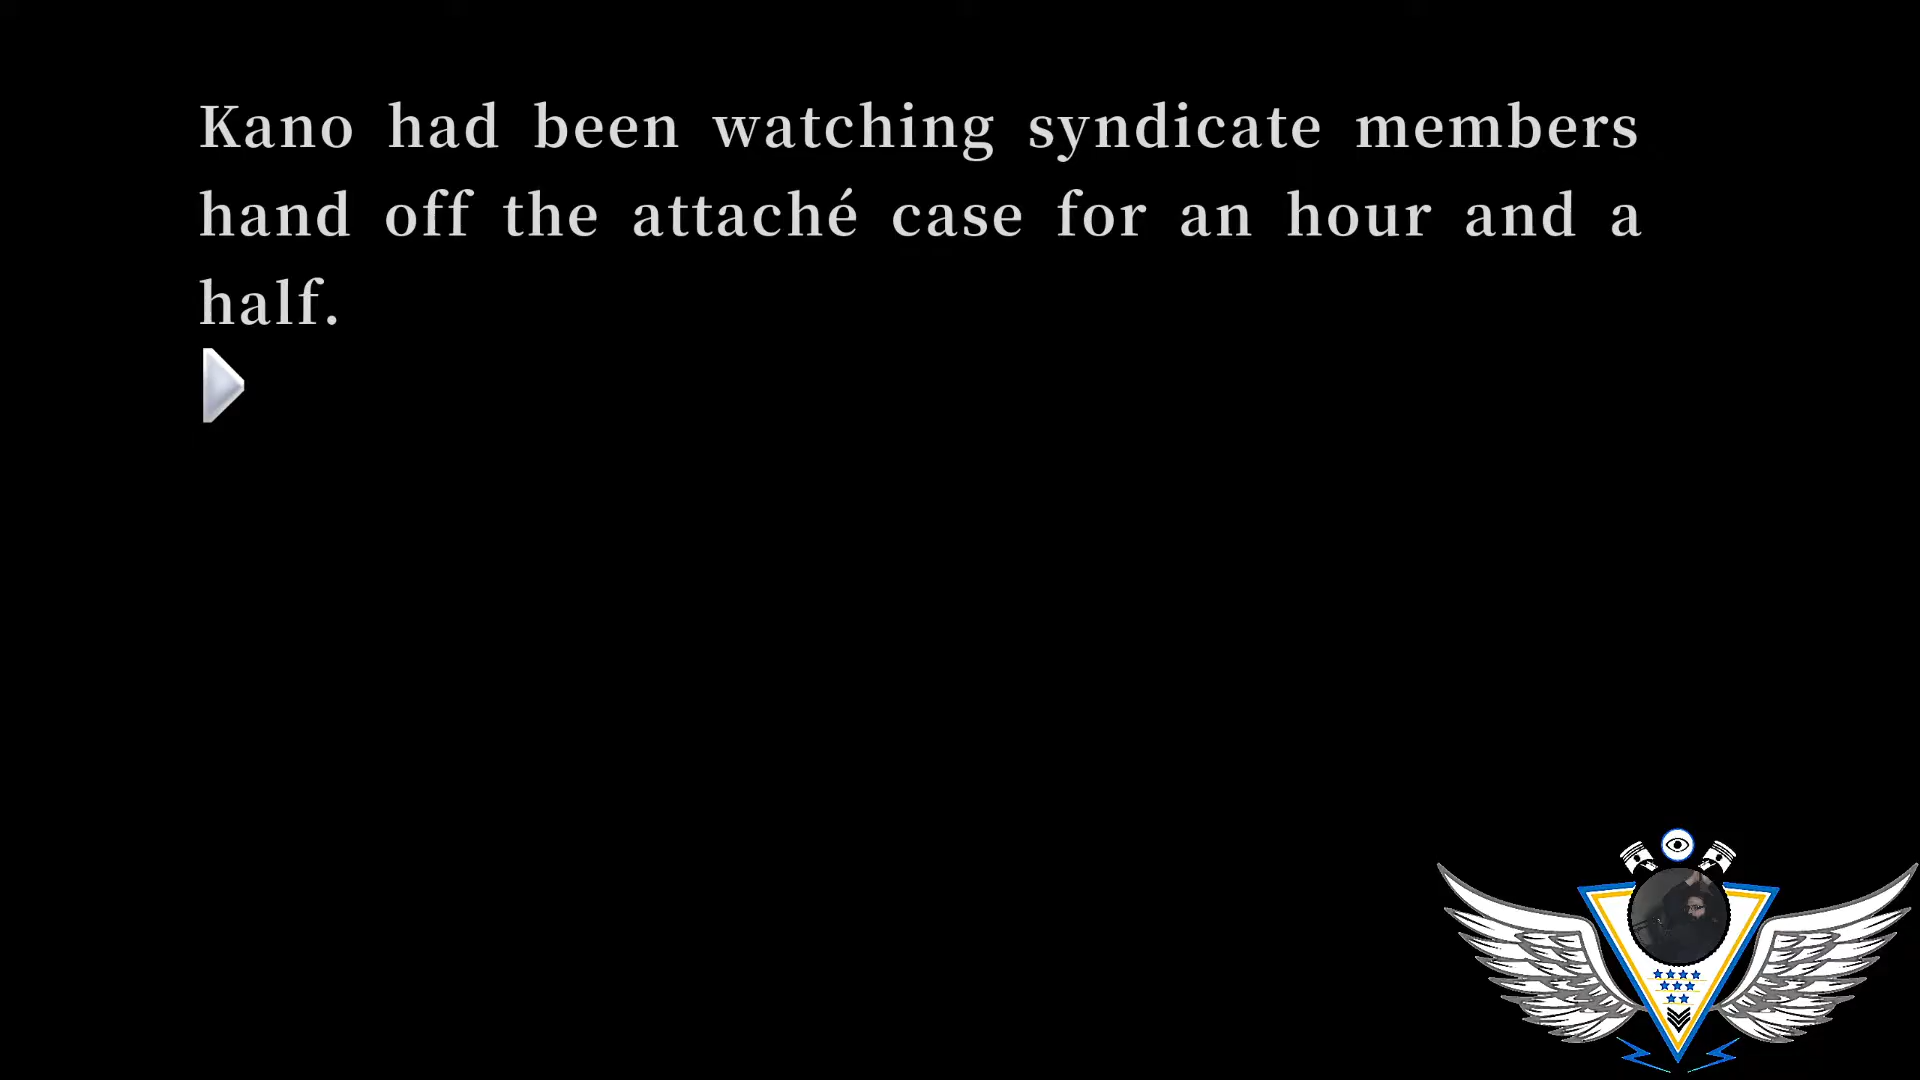 Kano had been watching syndicate members
hand off the attaché case for an hour and a
half.